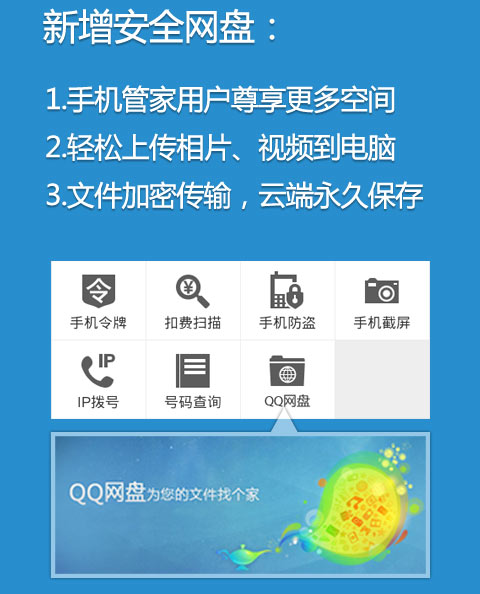 新增安全网盘：
1.手机管家用户尊享更多空间
2.轻松上传相片、视频到电脑
3.文件加密传输，云端永久保存
令
手机令牌
¥
扣费扫描
手机防盗
手机截屏
IP
IP拨号
号码查询
QQ网盘
QQ网盘为您的文件找个家